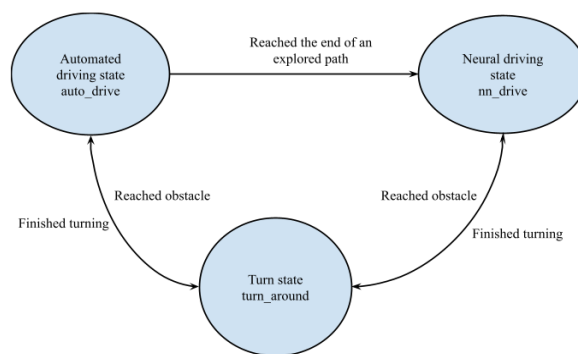 Automated
driving state
auto_drive
Reached the end of an
explored path
Neural driving
state
nn_drive
Reached obstacle
Finished turning
Reached obstacle
Finished turning
Turn state
turn_around